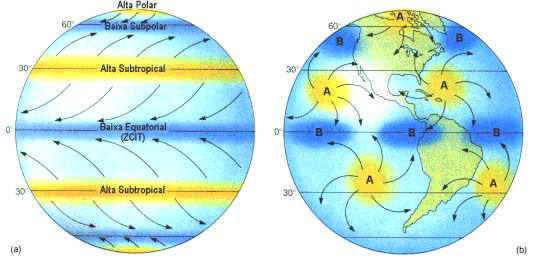 Alta Polar
60°
Baixa Subpolar
30°
Alta Subtropical
0°
Baixa Equatorial
(ZCIT)
30°
Alta Subtropical
(a)
60°
A
B
B
30°
A
A
0°
B
B
B
A
A
30°
(b)